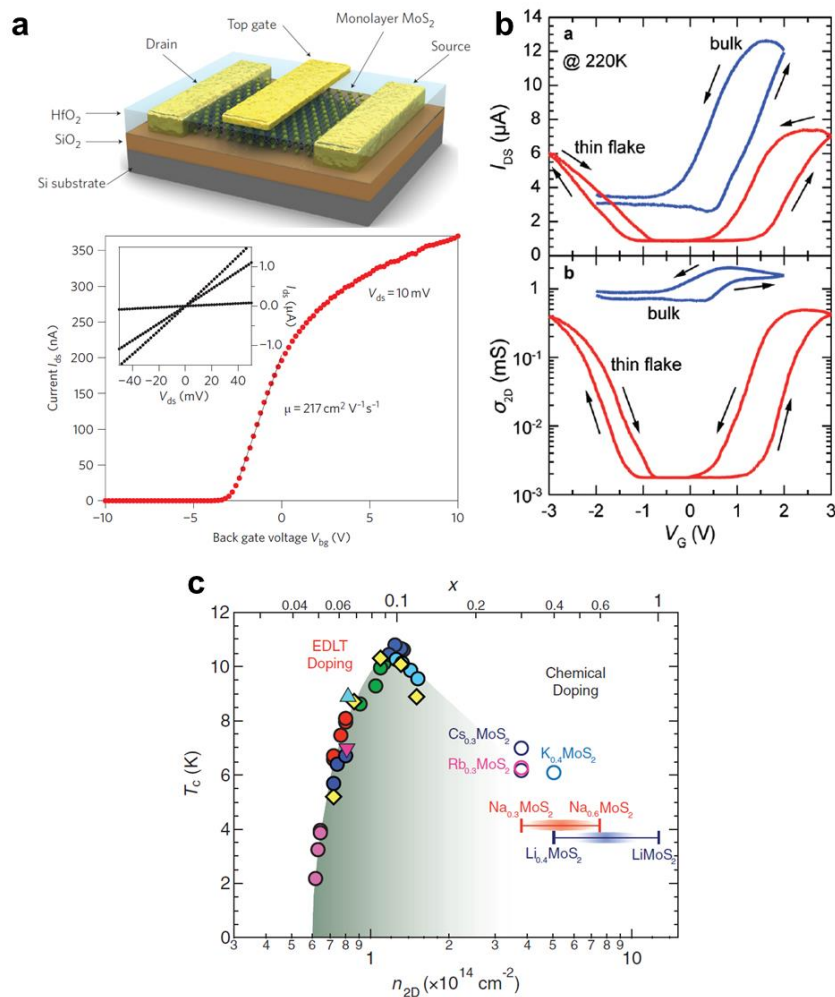 a
Top gate
Monolayer MoS2
Drain
Source
HfO2
SiO2
Si substrate
350
300
250
200
150
100
50
0
Current Ids (nA)
1.0
0.0
−1.0
Ids (µA)
−40 −20 0 20 40
Vds (mV)
Vds = 10 mV
µ = 217 cm² V⁻¹ s⁻¹
−10 −5 0 5 10
Back gate voltage Vbg (V)
b
a
@ 220K
bulk
thin flake
14
12
10
8
6
4
2
0
IDS (µA)
b
bulk
thin flake
1
10⁻¹
10⁻²
10⁻³
σ2D (mS)
-3 -2 -1 0 1 2 3
VG (V)
c
x
0.04 0.06 0.1 0.2 0.4 0.6 1
12
10
8
6
4
2
0
Tc (K)
EDLT
Doping
Chemical
Doping
Cs0.3MoS2
K0.4MoS2
Rb0.3MoS2
Na0.3MoS2 Na0.6MoS2
Li0.4MoS2 LiMoS2
3 4 5 6 7 8 9 1 2 3 4 5 6 7 8 9 10
n2D (×10¹⁴ cm⁻²)